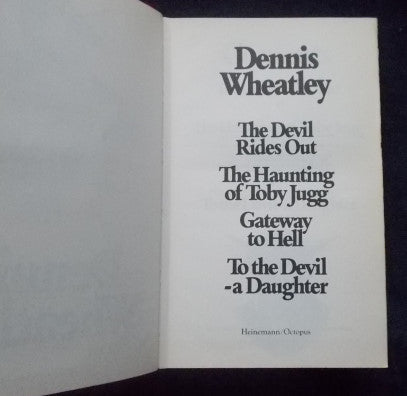 Dennis
Wheatley
The Devil
Rides Out
The Haunting
of Toby Jugg
Gateway
to Hell
To the Devil
-a Daughter
Heinemann/Octopus